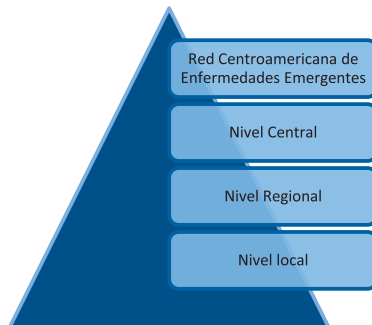 Red Centroamericana de
Enfermedades Emergentes
Nivel Central
Nivel Regional
Nivel local